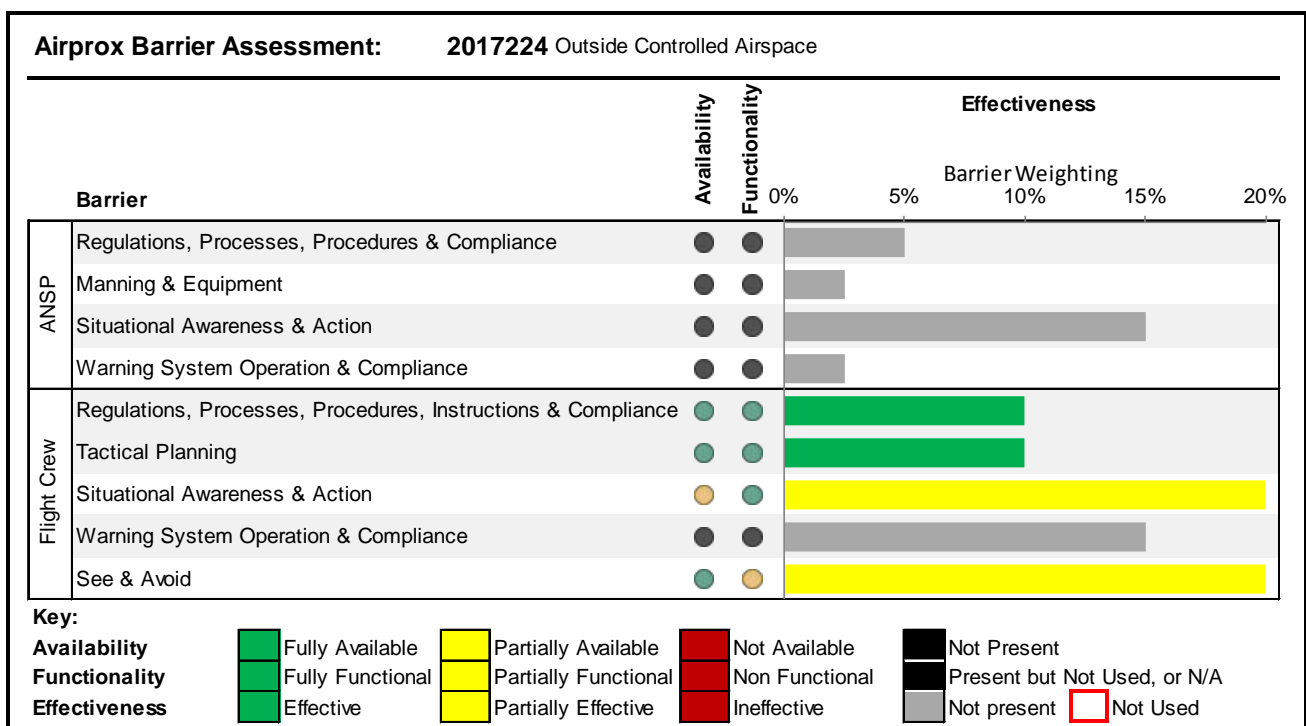 Airprox Barrier Assessment: 2017224 Outside Controlled Airspace
Availability
Functionality
Effectiveness
Barrier Weighting
Barrier
0% 5% 10% 15% 20%
ANSP
Regulations, Processes, Procedures & Compliance
Manning & Equipment
Situational Awareness & Action
Warning System Operation & Compliance
Flight Crew
Regulations, Processes, Procedures, Instructions & Compliance
Tactical Planning
Situational Awareness & Action
Warning System Operation & Compliance
See & Avoid
Key:
Availability Fully Available Partially Available Not Available Not Present
Functionality Fully Functional Partially Functional Non Functional Present but Not Used, or N/A
Effectiveness Effective Partially Effective Ineffective Not present Not Used